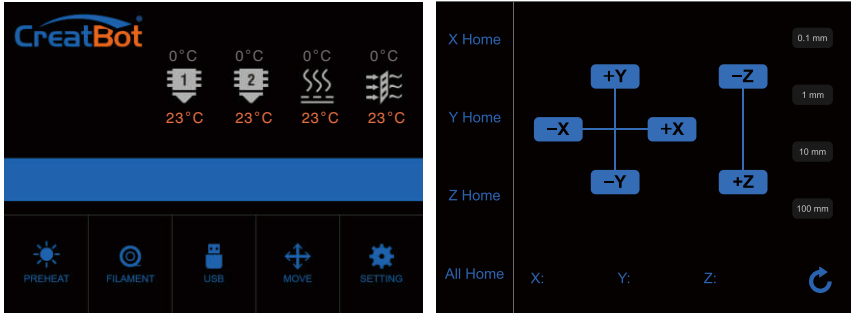 CreatBot
0°C 0°C 0°C 0°C
1 2
23°C 23°C 23°C 23°C
PREHEAT FILAMENT USB MOVE SETTING
X Home
Y Home
Z Home
All Home
+Y
−X +X
−Y
−Z
+Z
0.1 mm
1 mm
10 mm
100 mm
X: Y: Z: